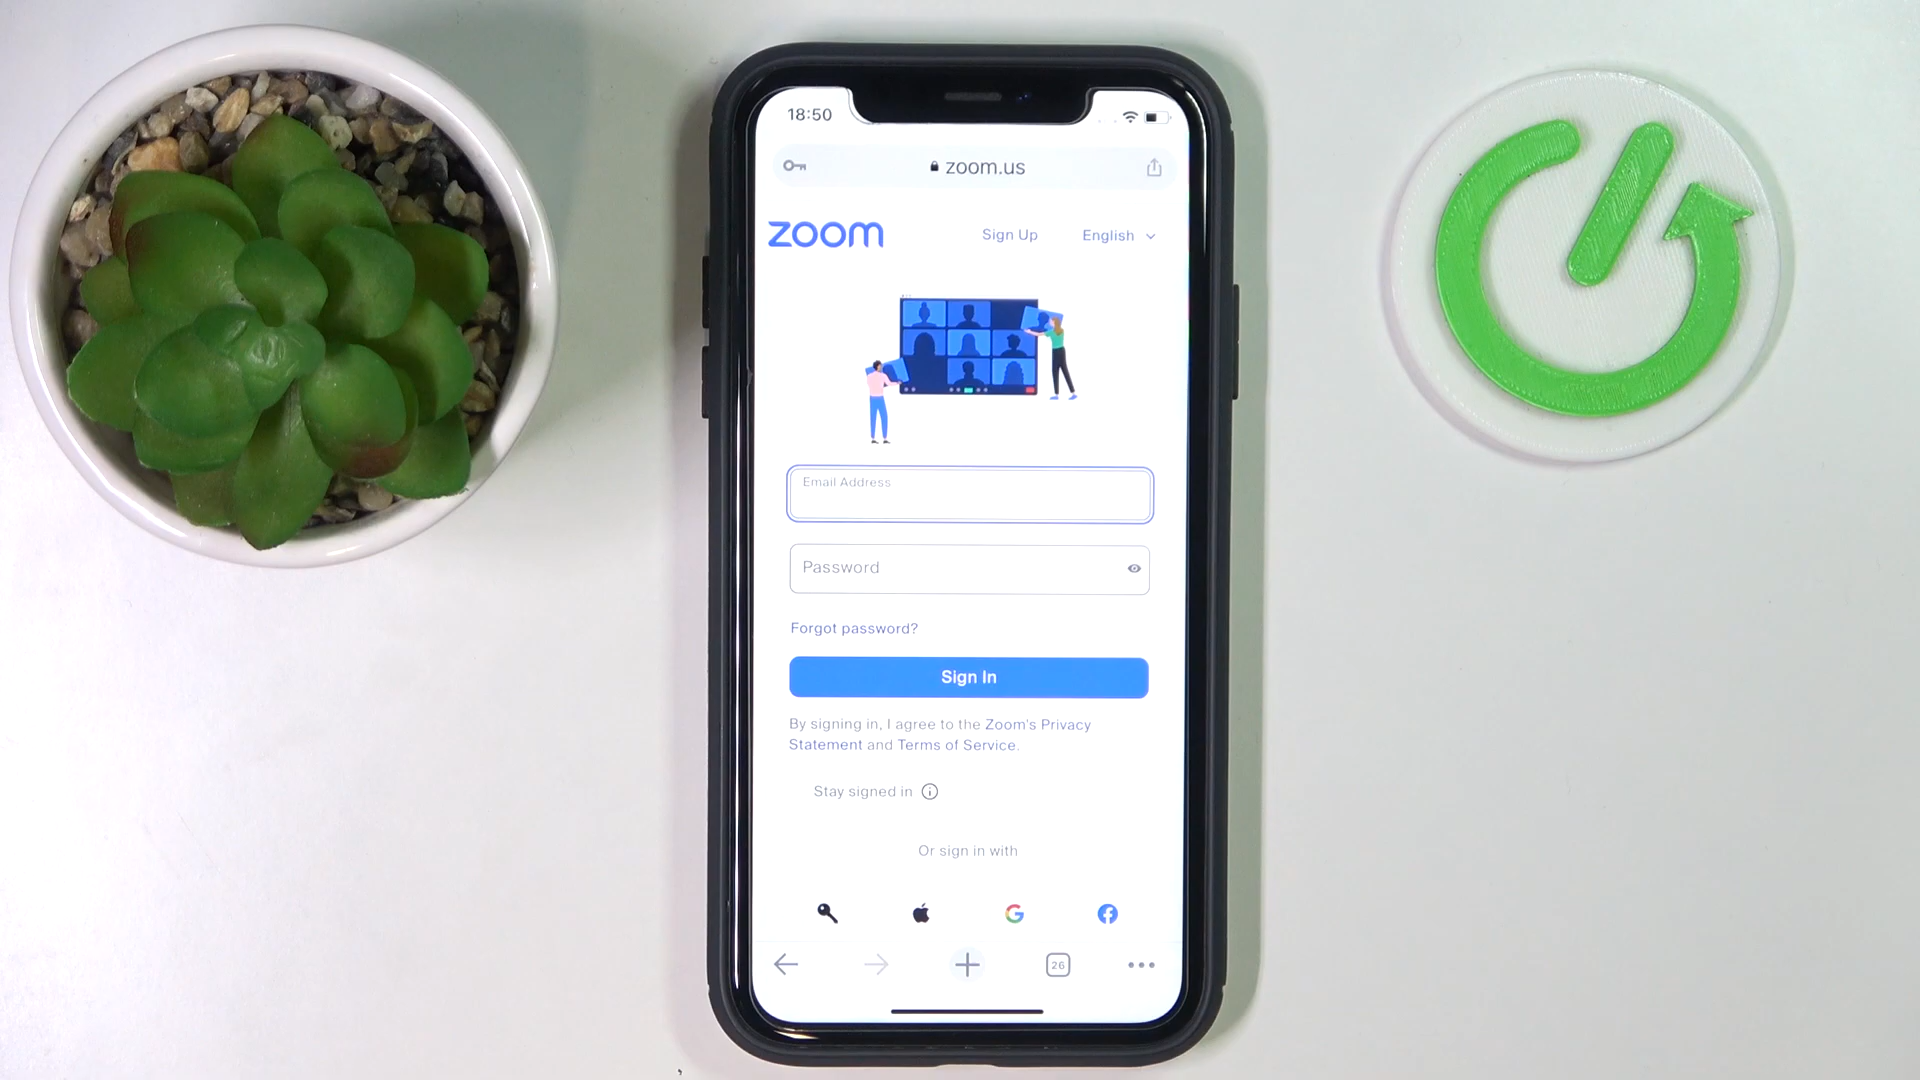 18:50
zoom.us
zoom
Sign Up
English
Email Address
Password
Forgot password?
Sign In
By signing in, I agree to the Zoom's Privacy
Statement and Terms of Service.
Stay signed in
Or sign in with
26